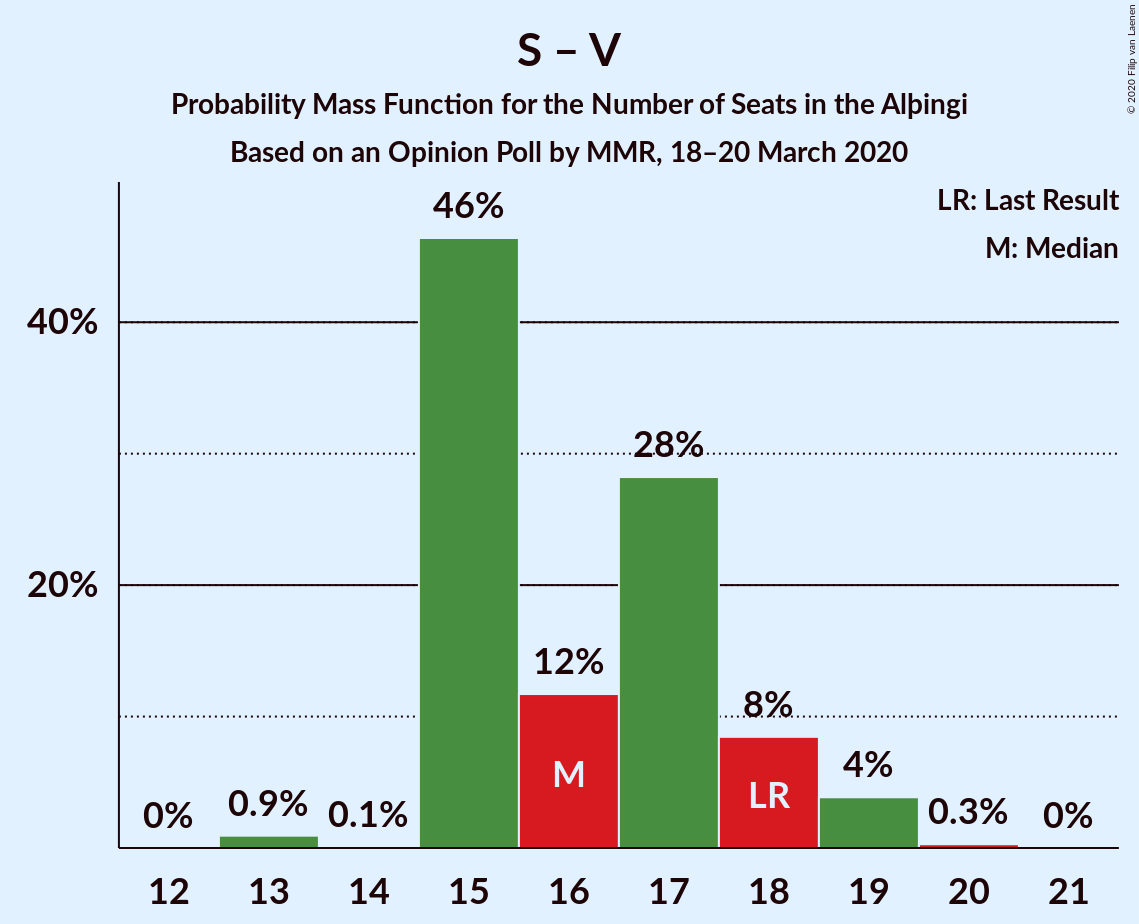 S – V
Probability Mass Function for the Number of Seats in the Alþingi
Based on an Opinion Poll by MMR, 18–20 March 2020
© 2020 Filip van Laenen
LR: Last Result
M: Median
40%
20%
0%
0.9%
0.1%
46%
12%
28%
8%
4%
0.3%
0%
M
LR
12 13 14 15 16 17 18 19 20 21